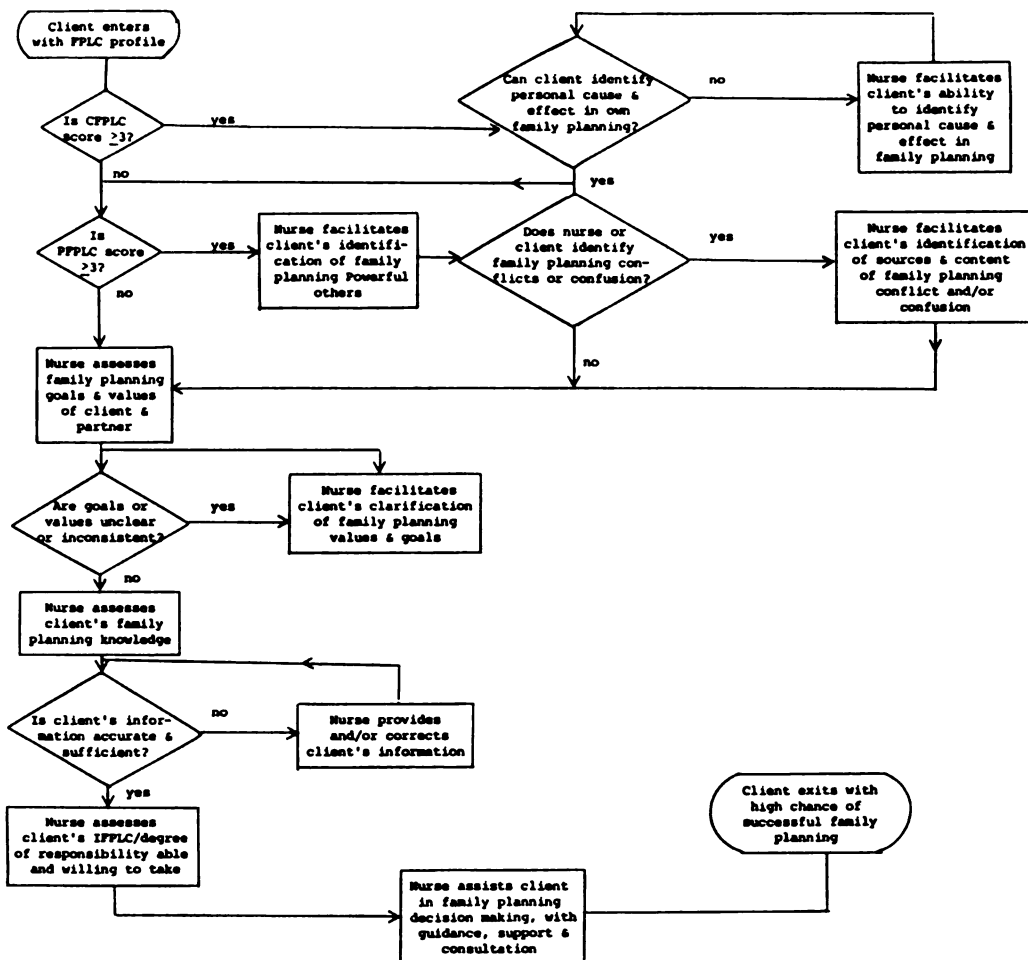 Client enters
with FPLC profile
Is CFPLC
score ≥3?
yes
no
Can client identify
personal cause &
effect in own
family planning?
no
yes
Nurse facilitates
client's ability
to identify
personal cause &
effect in
family planning
Is
PFPLC score
≥3?
yes
no
Nurse facilitates
client's identifi-
cation of family
planning Powerful
others
Does nurse or
client identify
family planning con-
flicts or confusion?
yes
no
Nurse facilitates
client's identification
of sources & content
of family planning
conflict and/or
confusion
Nurse assesses
family planning
goals & values
of client &
partner
Are goals or
values unclear
or inconsistent?
yes
no
Nurse facilitates
client's clarification
of family planning
values & goals
Nurse assesses
client's family
planning knowledge
Is client's infor-
mation accurate &
sufficient?
no
yes
Nurse provides
and/or corrects
client's information
Nurse assesses
client's IFPLC/degree
of responsibility able
and willing to take
Nurse assists client
in family planning
decision making, with
guidance, support &
consultation
Client exits with
high chance of
successful family
planning